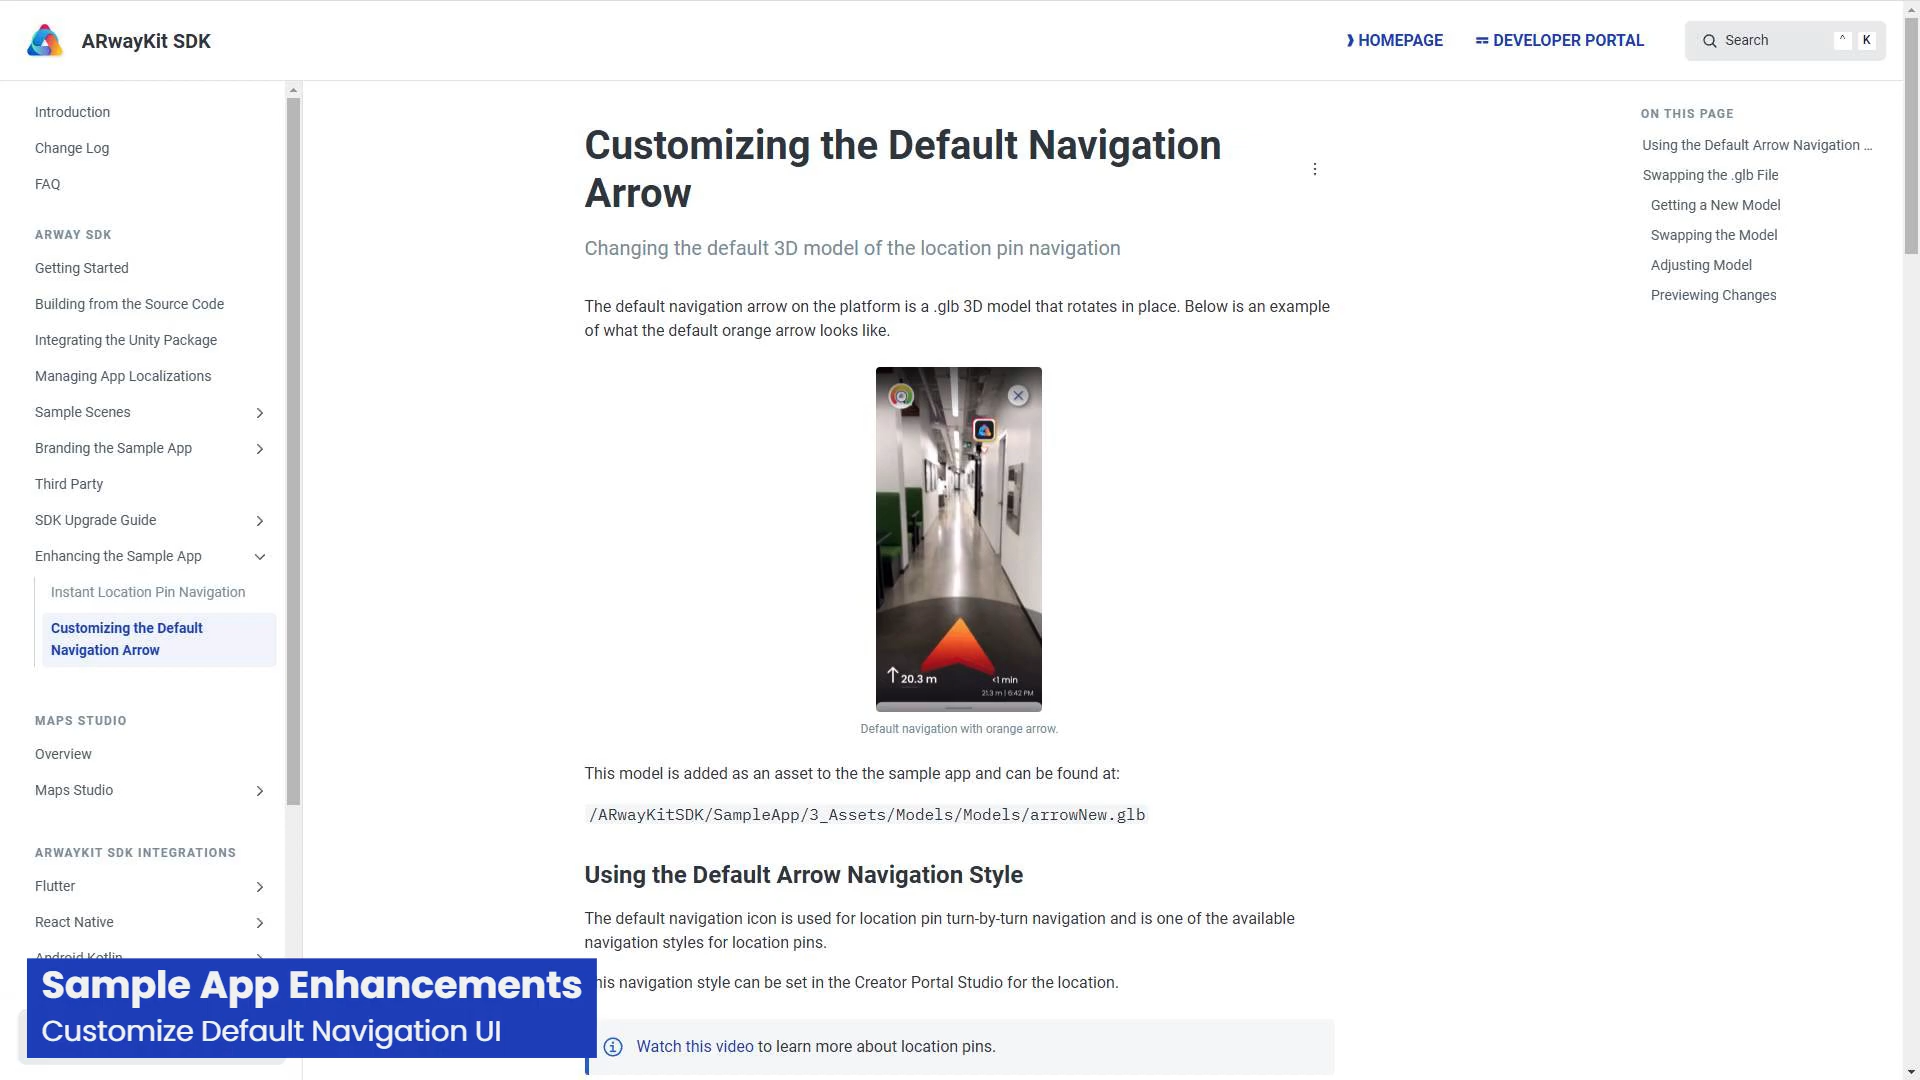 ARwayKit SDK
HOMEPAGE
DEVELOPER PORTAL
Search
^ K
Introduction
Change Log
FAQ
ARWAY SDK
Getting Started
Building from the Source Code
Integrating the Unity Package
Managing App Localizations
Sample Scenes
Branding the Sample App
Third Party
SDK Upgrade Guide
Enhancing the Sample App
Instant Location Pin Navigation
Customizing the Default
Navigation Arrow
MAPS STUDIO
Overview
Maps Studio
ARWAYKIT SDK INTEGRATIONS
Flutter
React Native
Android Kotlin
Sample App Enhancements
Customize Default Navigation UI
Customizing the Default Navigation
Arrow
Changing the default 3D model of the location pin navigation
The default navigation arrow on the platform is a .glb 3D model that rotates in place. Below is an example
of what the default orange arrow looks like.
20.3 m
<1 min
21.3 m | 6:42 PM
Default navigation with orange arrow.
This model is added as an asset to the the sample app and can be found at:
/ARwayKitSDK/SampleApp/3_Assets/Models/Models/arrowNew.glb
Using the Default Arrow Navigation Style
The default navigation icon is used for location pin turn-by-turn navigation and is one of the available
navigation styles for location pins.
his navigation style can be set in the Creator Portal Studio for the location.
Watch this video to learn more about location pins.
ON THIS PAGE
Using the Default Arrow Navigation …
Swapping the .glb File
Getting a New Model
Swapping the Model
Adjusting Model
Previewing Changes